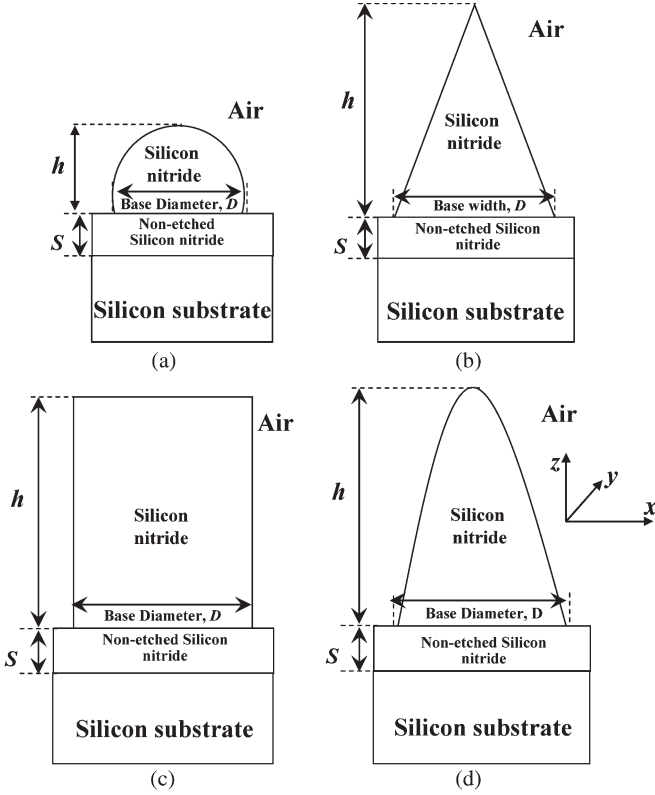 Air
h
Silicon
nitride
Base Diameter, D
S
Non-etched
Silicon nitride
Silicon substrate
(a)
Air
h
Silicon
nitride
Base width, D
S
Non-etched Silicon
nitride
Silicon substrate
(b)
Air
h
Silicon
nitride
Base Diameter, D
S
Non-etched Silicon
nitride
Silicon substrate
(c)
Air
z
y
x
h
Silicon
nitride
Base Diameter, D
S
Non-etched Silicon
nitride
Silicon substrate
(d)